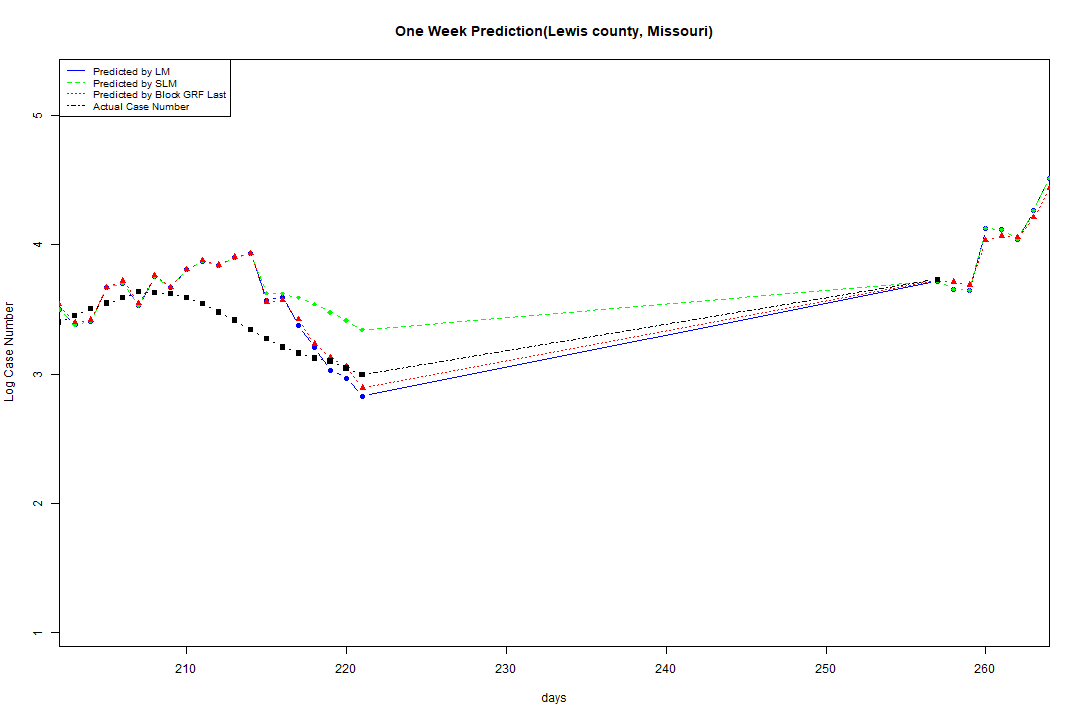 One Week Prediction(Lewis county, Missouri)
Predicted by LM
Predicted by SLM
Predicted by Block GRF Last
Actual Case Number
5
4
3
2
1
Log Case Number
210 220 230 240 250 260
days